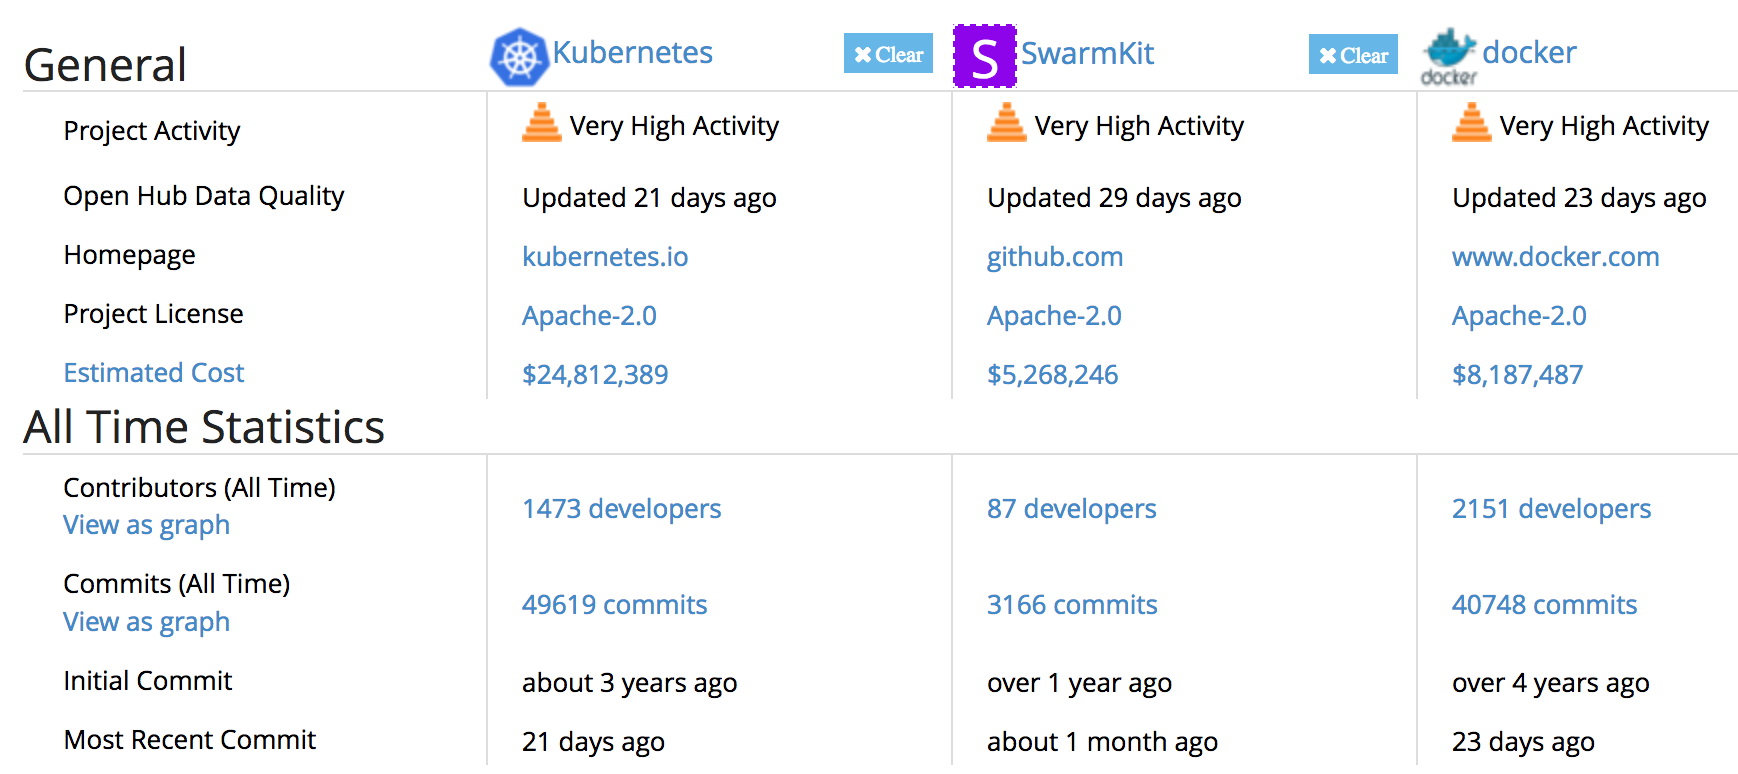 General Kubernetes ✖ Clear S SwarmKit ✖ Clear docker docker
Project Activity Very High Activity Very High Activity Very High Activity
Open Hub Data Quality Updated 21 days ago Updated 29 days ago Updated 23 days ago
Homepage kubernetes.io github.com www.docker.com
Project License Apache-2.0 Apache-2.0 Apache-2.0
Estimated Cost $24,812,389 $5,268,246 $8,187,487
All Time Statistics
Contributors (All Time)
View as graph 1473 developers 87 developers 2151 developers
Commits (All Time)
View as graph 49619 commits 3166 commits 40748 commits
Initial Commit about 3 years ago over 1 year ago over 4 years ago
Most Recent Commit 21 days ago about 1 month ago 23 days ago